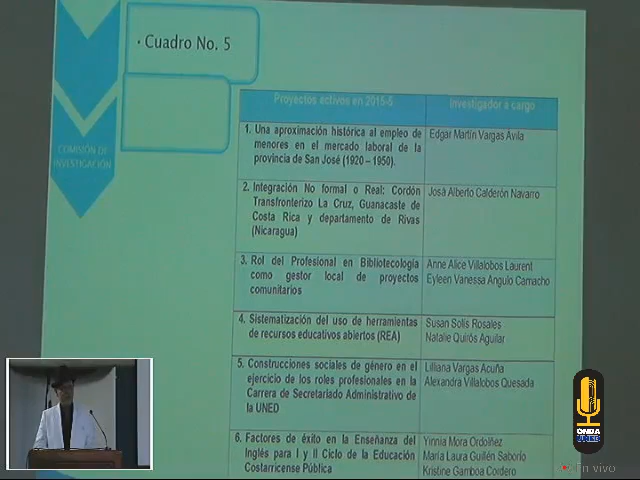 • Cuadro No. 5
COMISIÓN DE
INVESTIGACIÓN
Proyectos activos en 2015-5
Investigador a cargo
1. Una aproximación histórica al empleo de
menores en el mercado laboral de la
provincia de San José (1920 – 1950).
Edgar Martín Vargas Avila
2. Integración No formal o Real: Cordón
Transfronterizo La Cruz, Guanacaste de
Costa Rica y departamento de Rivas
(Nicaragua)
José Alberto Calderón Navarro
3. Rol del Profesional en Bibliotecología
como gestor local de proyectos
comunitarios
Anne Alice Villalobos Laurent
Eyleen Vanessa Angulo Camacho
4. Sistematización del uso de herramientas
de recursos educativos abiertos (REA)
Susan Solís Rosales
Natalie Quirós Aguilar
5. Construcciones sociales de género en el
ejercicio de los roles profesionales en la
Carrera de Secretariado Administrativo de
la UNED
Lilliana Vargas Acuña
Alexandra Villalobos Quesada
6. Factores de éxito en la Enseñanza del
Inglés para I y II Ciclo de la Educación
Costarricense Pública
Yinnia Mora Ordoñez
María Laura Guillén Saborío
Kristine Gamboa Cordero
ONDA
UNED
En vivo